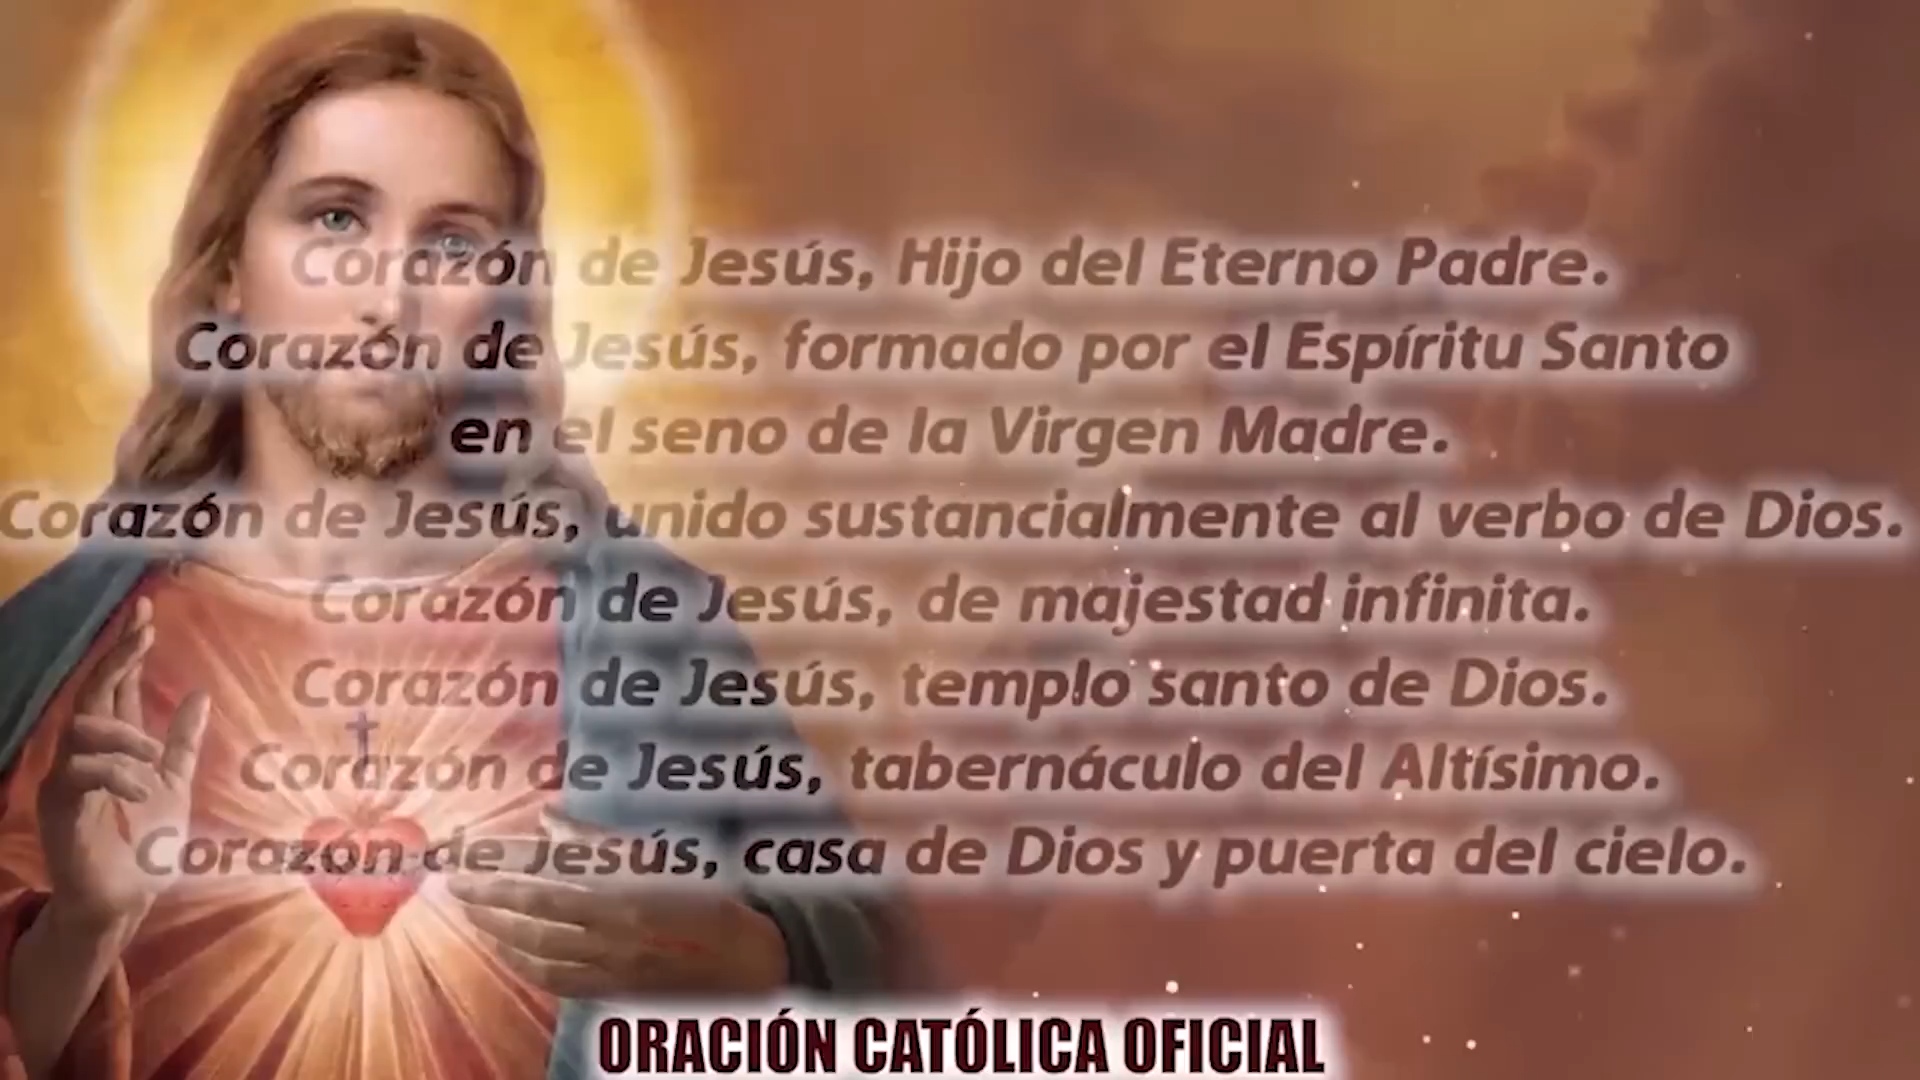 Corazón de Jesús, Hijo del Eterno Padre.
Corazón de Jesús, formado por el Espíritu Santo
en el seno de la Virgen Madre.
Corazón de Jesús, unido sustancialmente al verbo de Dios.
Corazón de Jesús, de majestad infinita.
Corazón de Jesús, templo santo de Dios.
Corazón de Jesús, tabernáculo del Altísimo.
Corazón de Jesús, casa de Dios y puerta del cielo.
ORACIÓN CATÓLICA OFICIAL